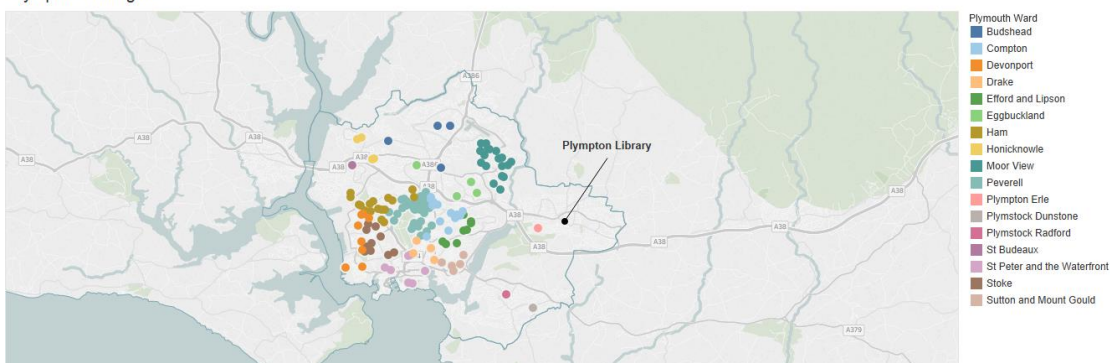 Plymouth Ward
Budshead
Compton
Devonport
Drake
Efford and Lipson
Eggbuckland
Ham
Honicknowle
Moor View
Peverell
Plympton Erle
Plymstock Dunstone
Plymstock Radford
St Budeaux
St Peter and the Waterfront
Stoke
Sutton and Mount Gould
A386
A38
A38
A38
A38
A38
A38
A38
A38
A38
A379
Plympton Library